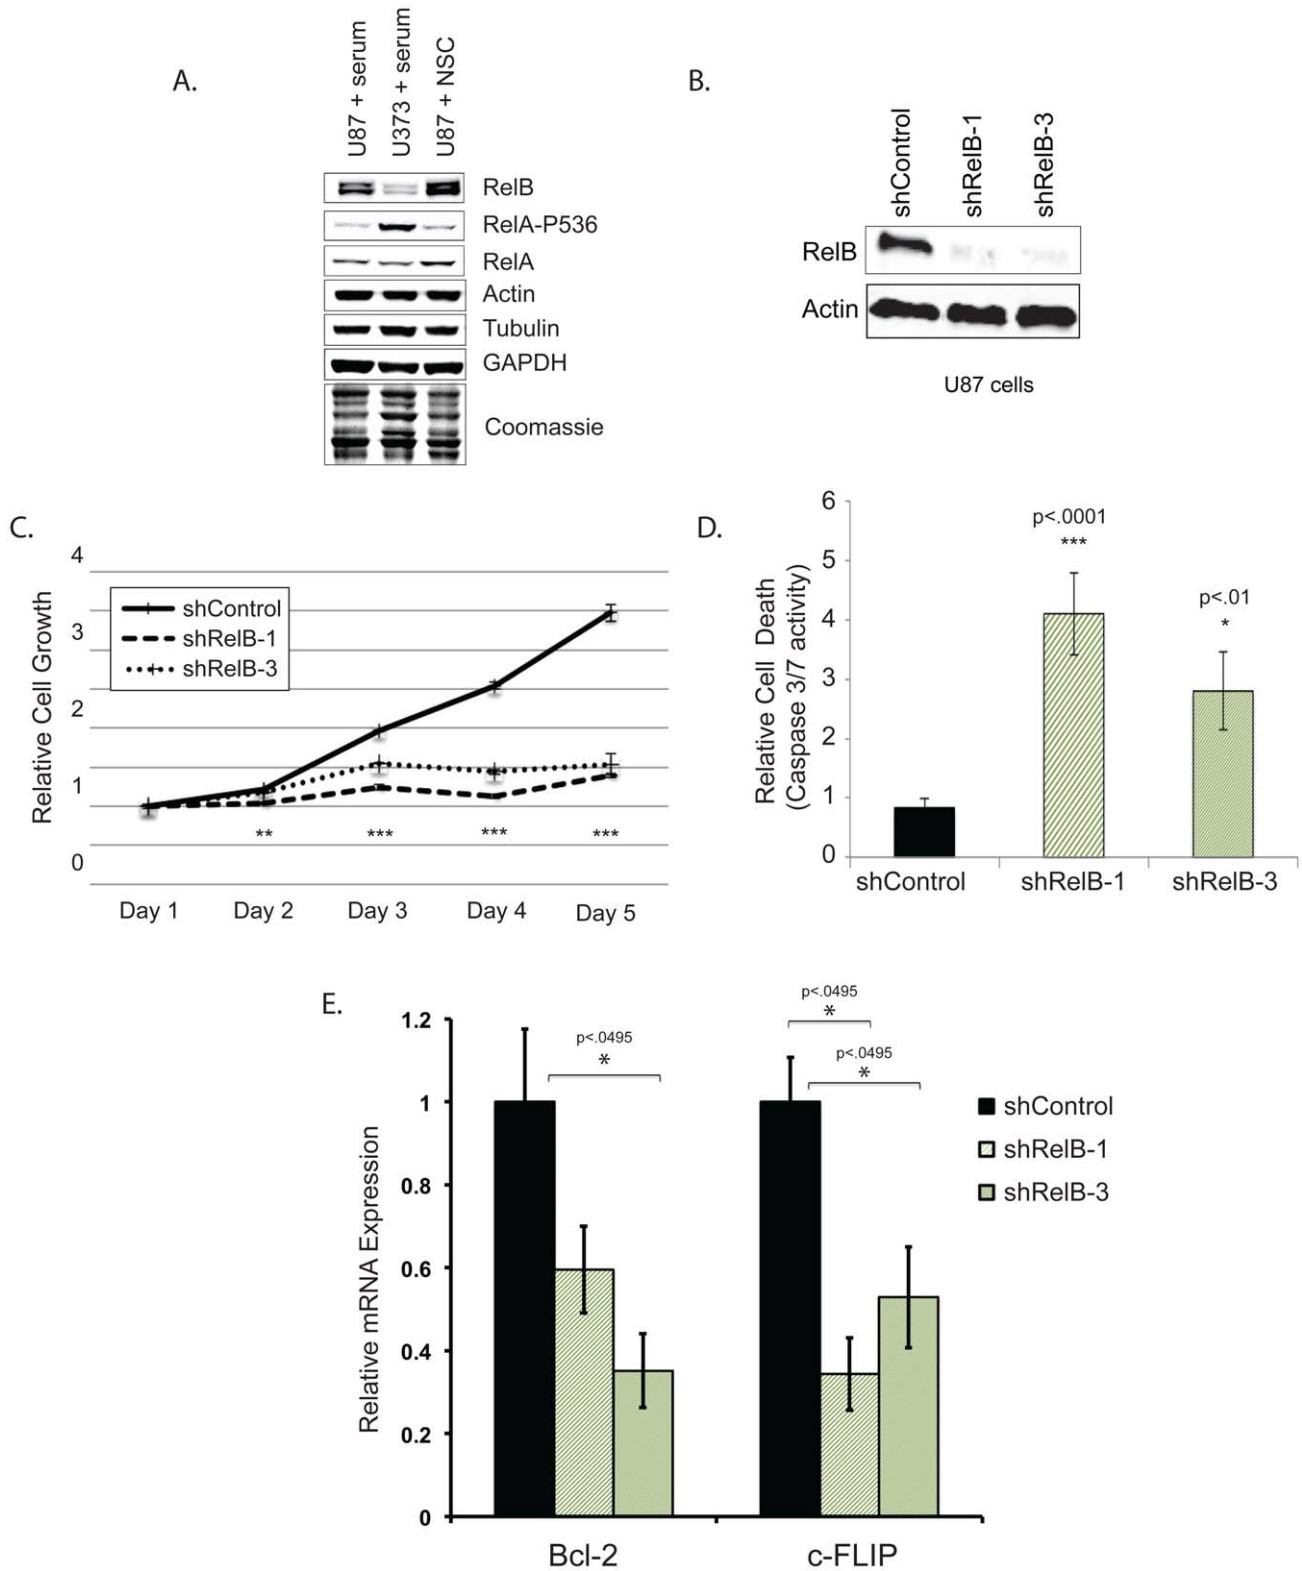 A.
U87 + serum
U373 + serum
U87 + NSC
RelB
RelA-P536
RelA
Actin
Tubulin
GAPDH
Coomassie
B.
shControl
shRelB-1
shRelB-3
RelB
Actin
U87 cells
C.
Relative Cell Growth
4
3
2
1
0
shControl
shRelB-1
shRelB-3
**
***
***
***
Day 1
Day 2
Day 3
Day 4
Day 5
D.
Relative Cell Death
(Caspase 3/7 activity)
6
5
4
3
2
1
0
p<.0001
***
p<.01
*
shControl
shRelB-1
shRelB-3
E.
Relative mRNA Expression
1.2
1
0.8
0.6
0.4
0.2
0
p<.0495
*
p<.0495
*
p<.0495
*
shControl
shRelB-1
shRelB-3
Bcl-2
c-FLIP